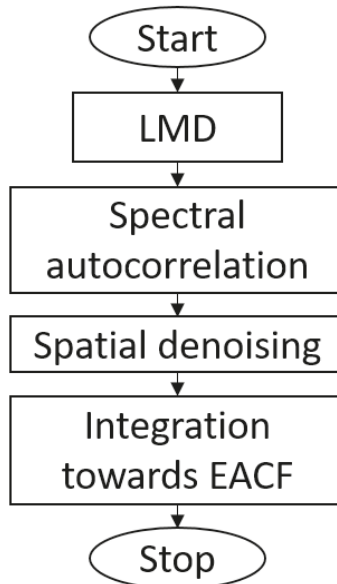 Start
LMD
Spectral
autocorrelation
Spatial denoising
Integration
towards EACF
Stop